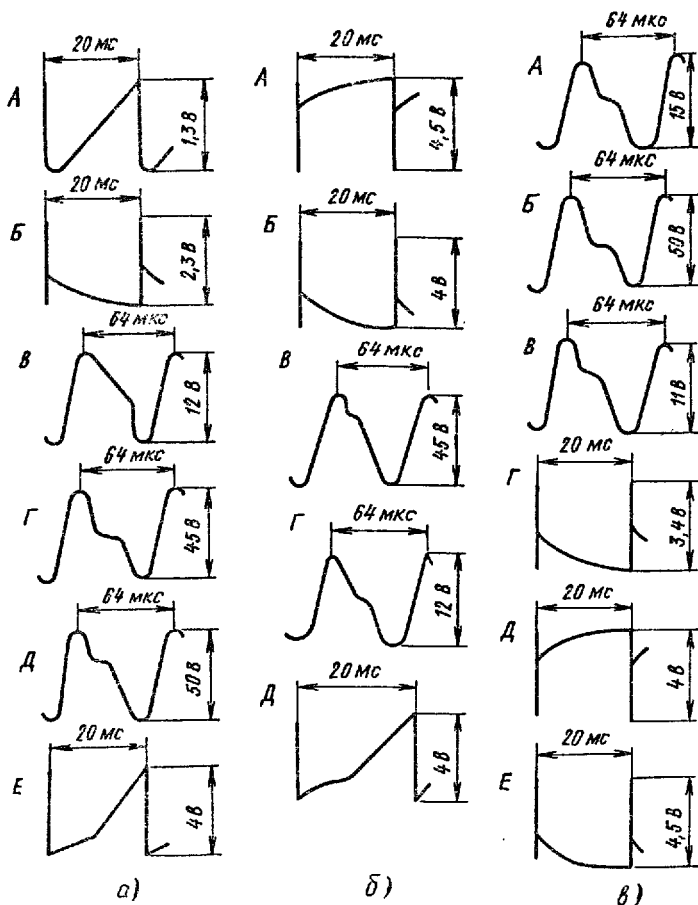 20 мс
А
1,3 В
20 мс
Б
2,3 В
64 мкс
В
12 В
64 мкс
Г
45 В
64 мкс
Д
50 В
20 мс
Е
4 В
а)
20 мс
А
4,5 В
20 мс
Б
4 В
64 мкс
В
45 В
64 мкс
Г
12 В
20 мс
Д
4 В
б)
64 мкс
А
15 В
64 мкс
Б
50 В
64 мкс
В
11 В
20 мс
Г
3,4 В
20 мс
Д
4 В
20 мс
Е
4,5 В
в)